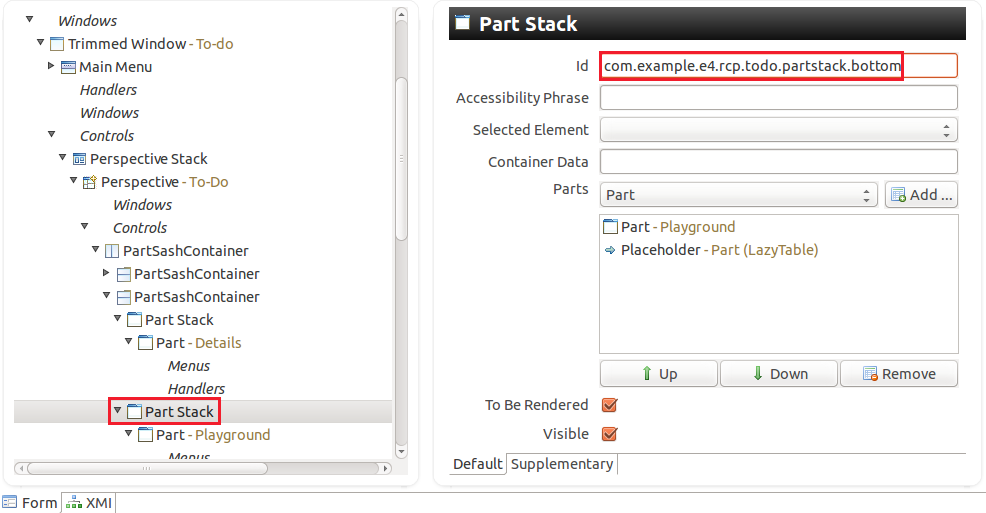 Windows
Trimmed Window - To-do
Main Menu
Handlers
Windows
Controls
Perspective Stack
Perspective - To-Do
Windows
Controls
PartSashContainer
PartSashContainer
PartSashContainer
Part Stack
Part - Details
Menus
Handlers
Part Stack
Part - Playground
Menus
Part Stack
Id com.example.e4.rcp.todo.partstack.bottom
Accessibility Phrase
Selected Element
Container Data
Parts Part Add ...
Part - Playground
Placeholder - Part (LazyTable)
Up Down Remove
To Be Rendered
Visible
Default Supplementary
Form XMI